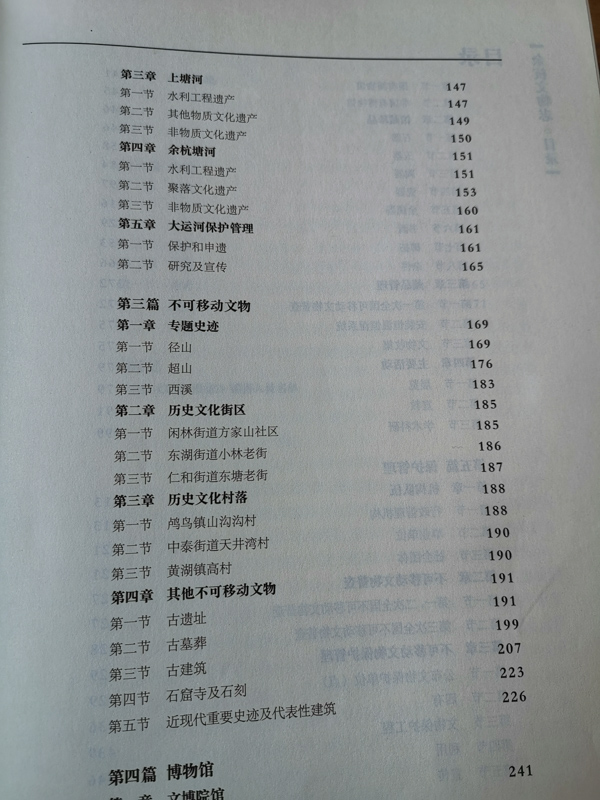 第三章 上塘河 147
第一节 水利工程遗产 147
第二节 其他物质文化遗产 149
第三节 非物质文化遗产 150
第四章 余杭塘河 151
第一节 水利工程遗产 151
第二节 聚落文化遗产 153
第三节 非物质文化遗产 160
第五章 大运河保护管理 161
第一节 保护和申遗 161
第二节 研究及宣传 165
第三篇 不可移动文物
第一章 专题史迹 169
第一节 径山 169
第二节 超山 176
第三节 西溪 183
第二章 历史文化街区 185
第一节 闲林街道方家山社区 185
第二节 东湖街道小林老街 186
第三节 仁和街道东塘老街 187
第三章 历史文化村落 188
第一节 鸬鸟镇山沟沟村 188
第二节 中泰街道天井湾村 190
第三节 黄湖镇高村 190
第四章 其他不可移动文物 191
第一节 古遗址 191
第二节 古墓葬 199
第三节 古建筑 207
第四节 石窟寺及石刻 223
第五节 近现代重要史迹及代表性建筑 226
第四篇 博物馆
章 文博院馆 241